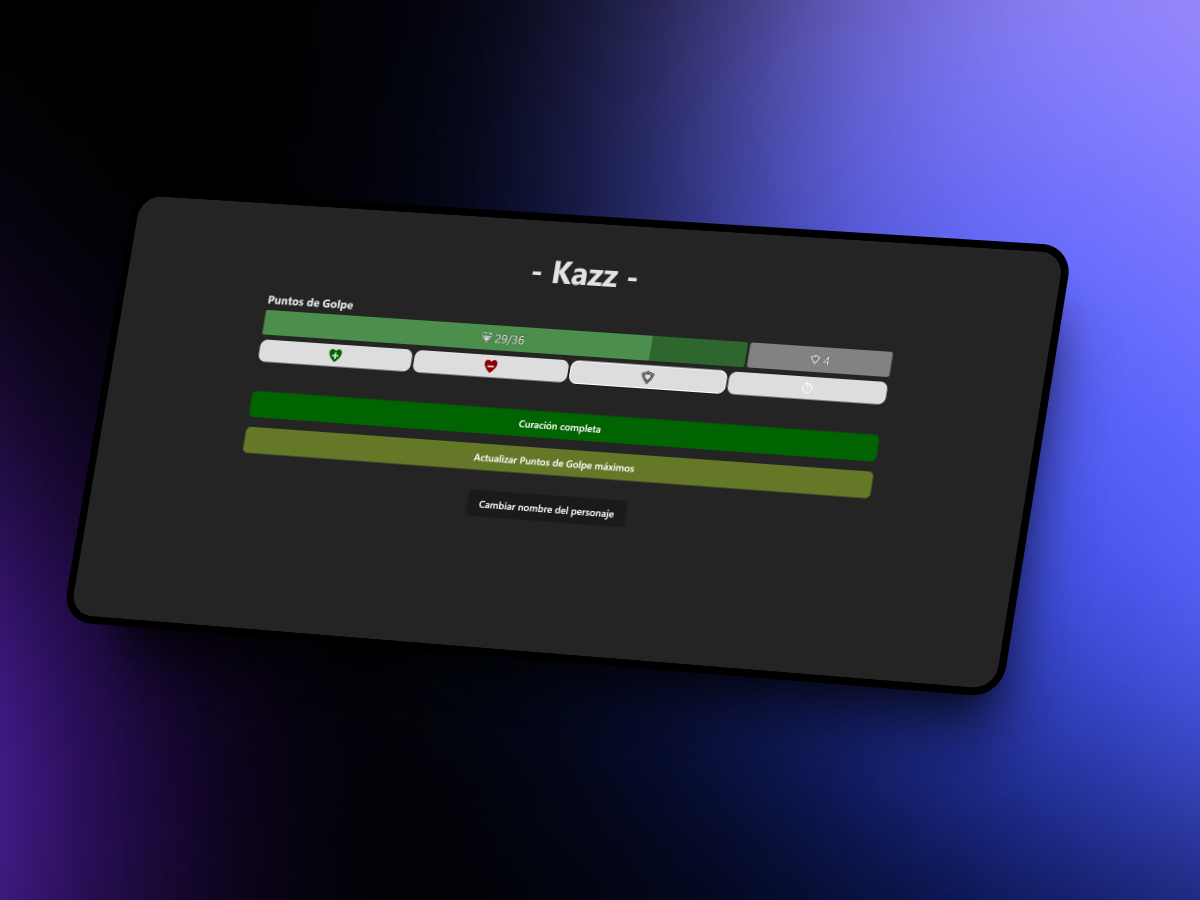 - Kazz -
Puntos de Golpe
29/36
4
Curación completa
Actualizar Puntos de Golpe máximos
Cambiar nombre del personaje